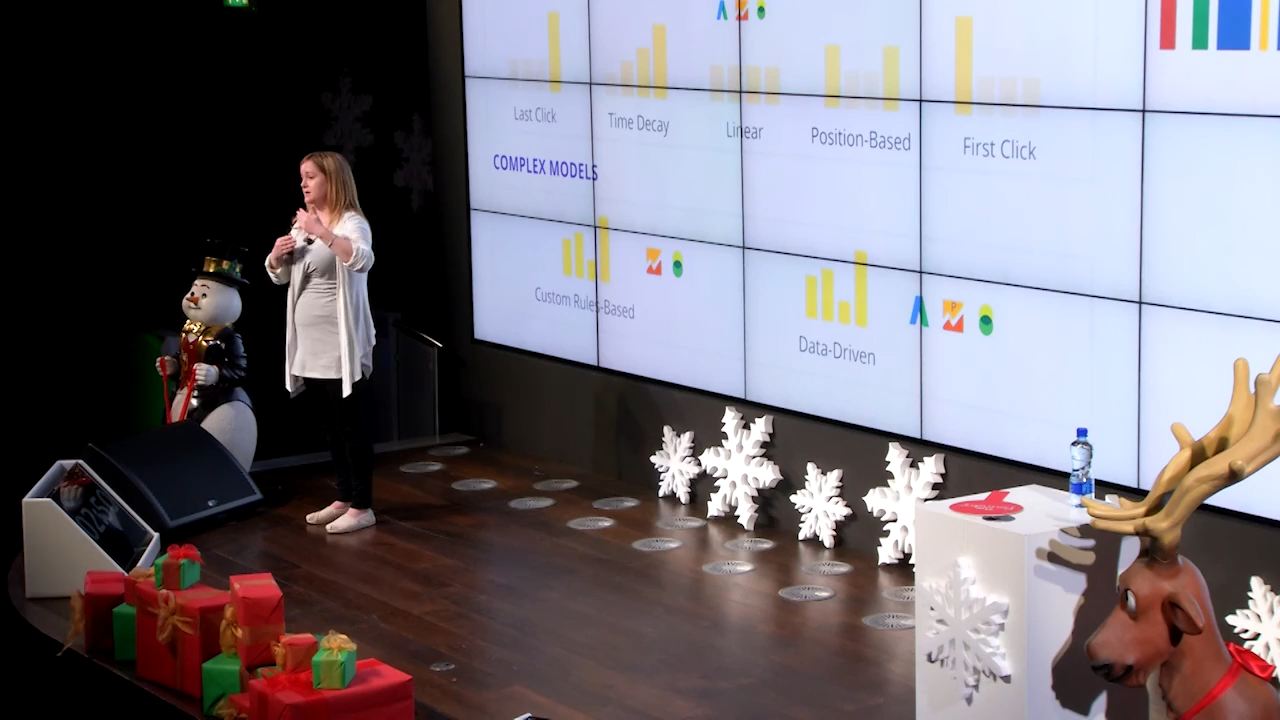 Last Click
Time Decay
Linear
Position-Based
First Click
COMPLEX MODELS
Custom Rules-Based
Data-Driven